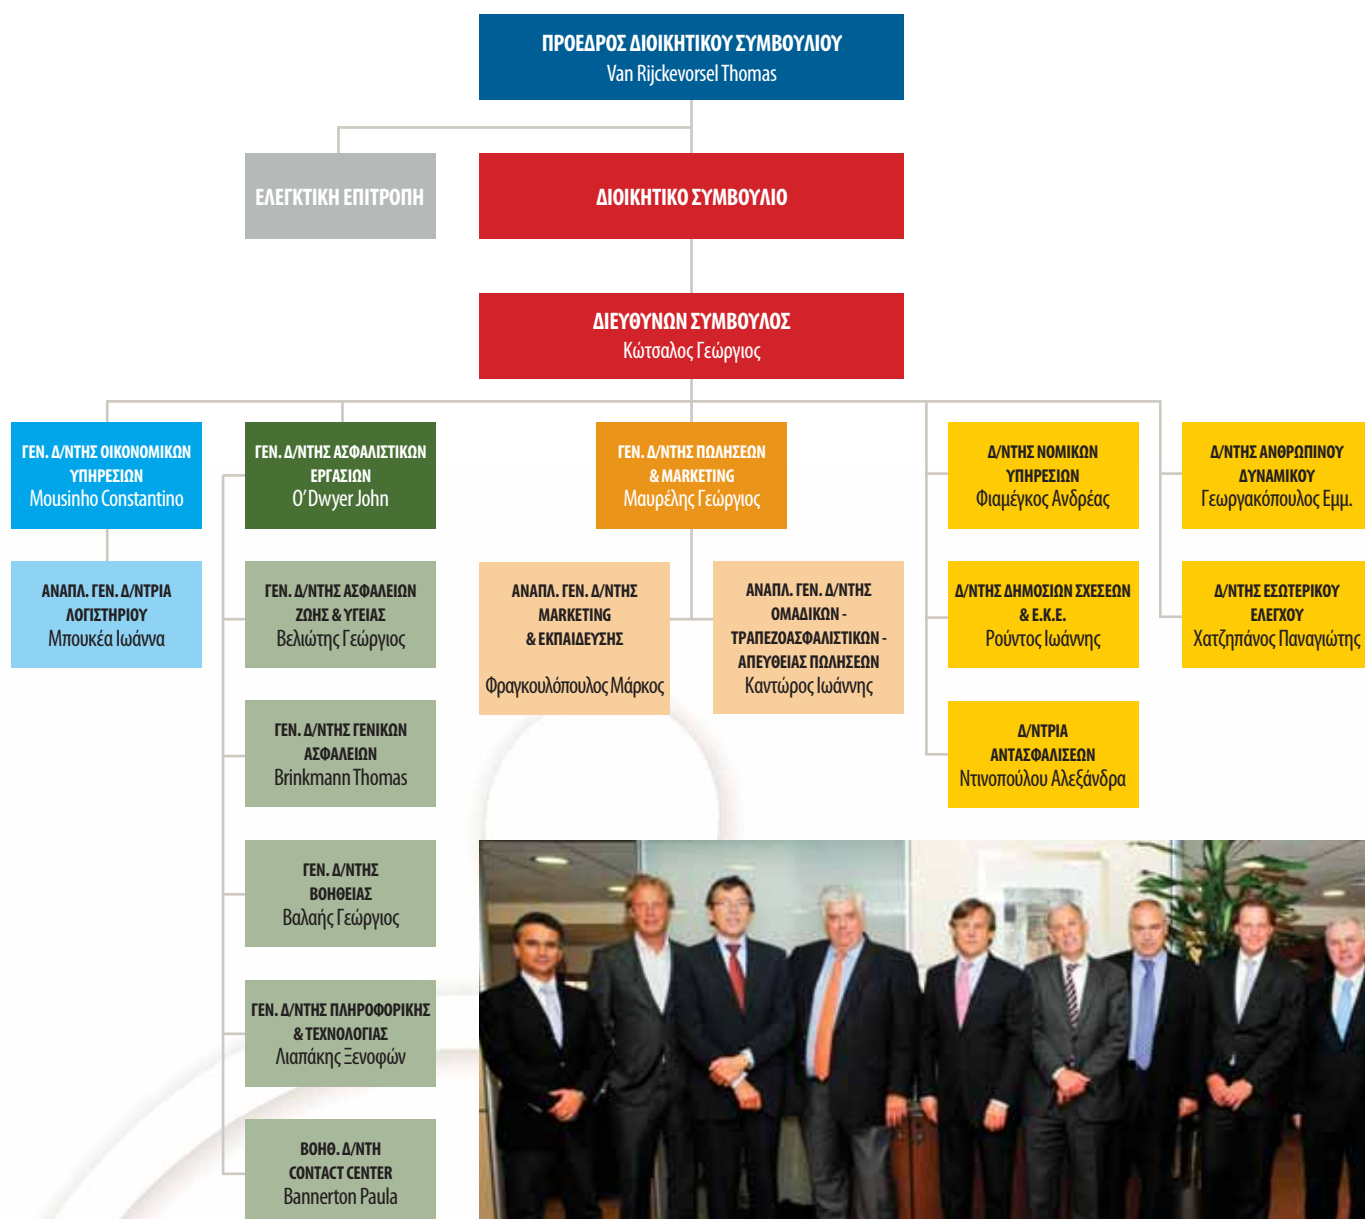 ΠΡΟΕΔΡΟΣ ΔΙΟΙΚΗΤΙΚΟΥ ΣΥΜΒΟΥΛΙΟΥ
Van Rijckevorsel Thomas
ΕΛΕΓΚΤΙΚΗ ΕΠΙΤΡΟΠΗ
ΔΙΟΙΚΗΤΙΚΟ ΣΥΜΒΟΥΛΙΟ
ΔΙΕΥΘΥΝΩΝ ΣΥΜΒΟΥΛΟΣ
Κώτσαλος Γεώργιος
ΓΕΝ. Δ/ΝΤΗΣ ΟΙΚΟΝΟΜΙΚΩΝ
ΥΠΗΡΕΣΙΩΝ
Mousinho Constantino
ΓΕΝ. Δ/ΝΤΗΣ ΑΣΦΑΛΙΣΤΙΚΩΝ
ΕΡΓΑΣΙΩΝ
O'Dwyer John
ΓΕΝ. Δ/ΝΤΗΣ ΠΩΛΗΣΕΩΝ
& MARKETING
Μαυρέλης Γεώργιος
Δ/ΝΤΗΣ ΝΟΜΙΚΩΝ
ΥΠΗΡΕΣΙΩΝ
Φιαμέγκος Ανδρέας
Δ/ΝΤΗΣ ΑΝΘΡΩΠΙΝΟΥ
ΔΥΝΑΜΙΚΟΥ
Γεωργακόπουλος Εμμ.
ΑΝΑΠΛ. ΓΕΝ. Δ/ΝΤΡΙΑ
ΛΟΓΙΣΤΗΡΙΟΥ
Μπουκέα Ιωάννα
ΓΕΝ. Δ/ΝΤΗΣ ΑΣΦΑΛΕΙΩΝ
ΖΩΗΣ & ΥΓΕΙΑΣ
Βελιώτης Γεώργιος
ΑΝΑΠΛ. ΓΕΝ. Δ/ΝΤΗΣ
MARKETING
& ΕΚΠΑΙΔΕΥΣΗΣ
Φραγκουλόπουλος Μάρκος
ΑΝΑΠΛ. ΓΕΝ. Δ/ΝΤΗΣ
ΟΜΑΔΙΚΩΝ -
ΤΡΑΠΕΖΟΑΣΦΑΛΙΣΤΙΚΩΝ -
ΑΠΕΥΘΕΙΑΣ ΠΩΛΗΣΕΩΝ
Καντώρος Ιωάννης
Δ/ΝΤΗΣ ΔΗΜΟΣΙΩΝ ΣΧΕΣΕΩΝ
& Ε.Κ.Ε.
Ρούντος Ιωάννης
Δ/ΝΤΗΣ ΕΣΩΤΕΡΙΚΟΥ
ΕΛΕΓΧΟΥ
Χατζηπάνος Παναγιώτης
ΓΕΝ. Δ/ΝΤΗΣ ΓΕΝΙΚΩΝ
ΑΣΦΑΛΕΙΩΝ
Brinkmann Thomas
Δ/ΝΤΡΙΑ
ΑΝΤΑΣΦΑΛΙΣΕΩΝ
Ντινοπούλου Αλεξάνδρα
ΓΕΝ. Δ/ΝΤΗΣ
ΒΟΗΘΕΙΑΣ
Βαλαής Γεώργιος
ΓΕΝ. Δ/ΝΤΗΣ ΠΛΗΡΟΦΟΡΙΚΗΣ
& ΤΕΧΝΟΛΟΓΙΑΣ
Λιαπάκης Ξενοφών
ΒΟΗΘ. Δ/ΝΤΗ
CONTACT CENTER
Bannerton Paula